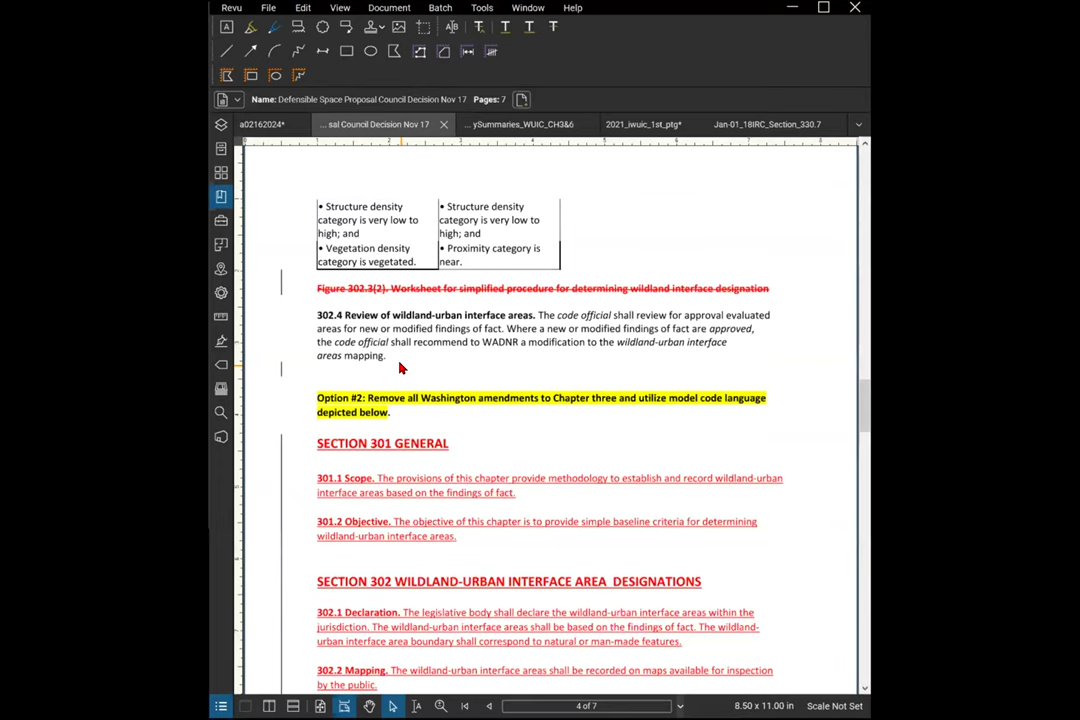 Revu File Edit View Document Batch Tools Window Help
Name: Defensible Space Proposal Council Decision Nov 17 Pages: 7
a02162024* ... sal Council Decision Nov 17 ... ySummaries_WUIC_CH3&6 2021_iwuic_1st_ptg* Jan-01_18IRC_Section_330.7
• Structure density
category is very low to
high; and
• Vegetation density
category is vegetated.
• Structure density
category is very low to
high; and
• Proximity category is
near.
Figure 302.3(2). Worksheet for simplified procedure for determining wildland interface designation
302.4 Review of wildland-urban interface areas. The code official shall review for approval evaluated
areas for new or modified findings of fact. Where a new or modified findings of fact are approved,
the code official shall recommend to WADNR a modification to the wildland-urban interface
areas mapping.
Option #2: Remove all Washington amendments to Chapter three and utilize model code language
depicted below.
SECTION 301 GENERAL
301.1 Scope. The provisions of this chapter provide methodology to establish and record wildland-urban
interface areas based on the findings of fact.
301.2 Objective. The objective of this chapter is to provide simple baseline criteria for determining
wildland-urban interface areas.
SECTION 302 WILDLAND-URBAN INTERFACE AREA DESIGNATIONS
302.1 Declaration. The legislative body shall declare the wildland-urban interface areas within the
jurisdiction. The wildland-urban interface areas shall be based on the findings of fact. The wildland-
urban interface area boundary shall correspond to natural or man-made features.
302.2 Mapping. The wildland-urban interface areas shall be recorded on maps available for inspection
by the public.
4 of 7 8.50 x 11.00 in Scale Not Set